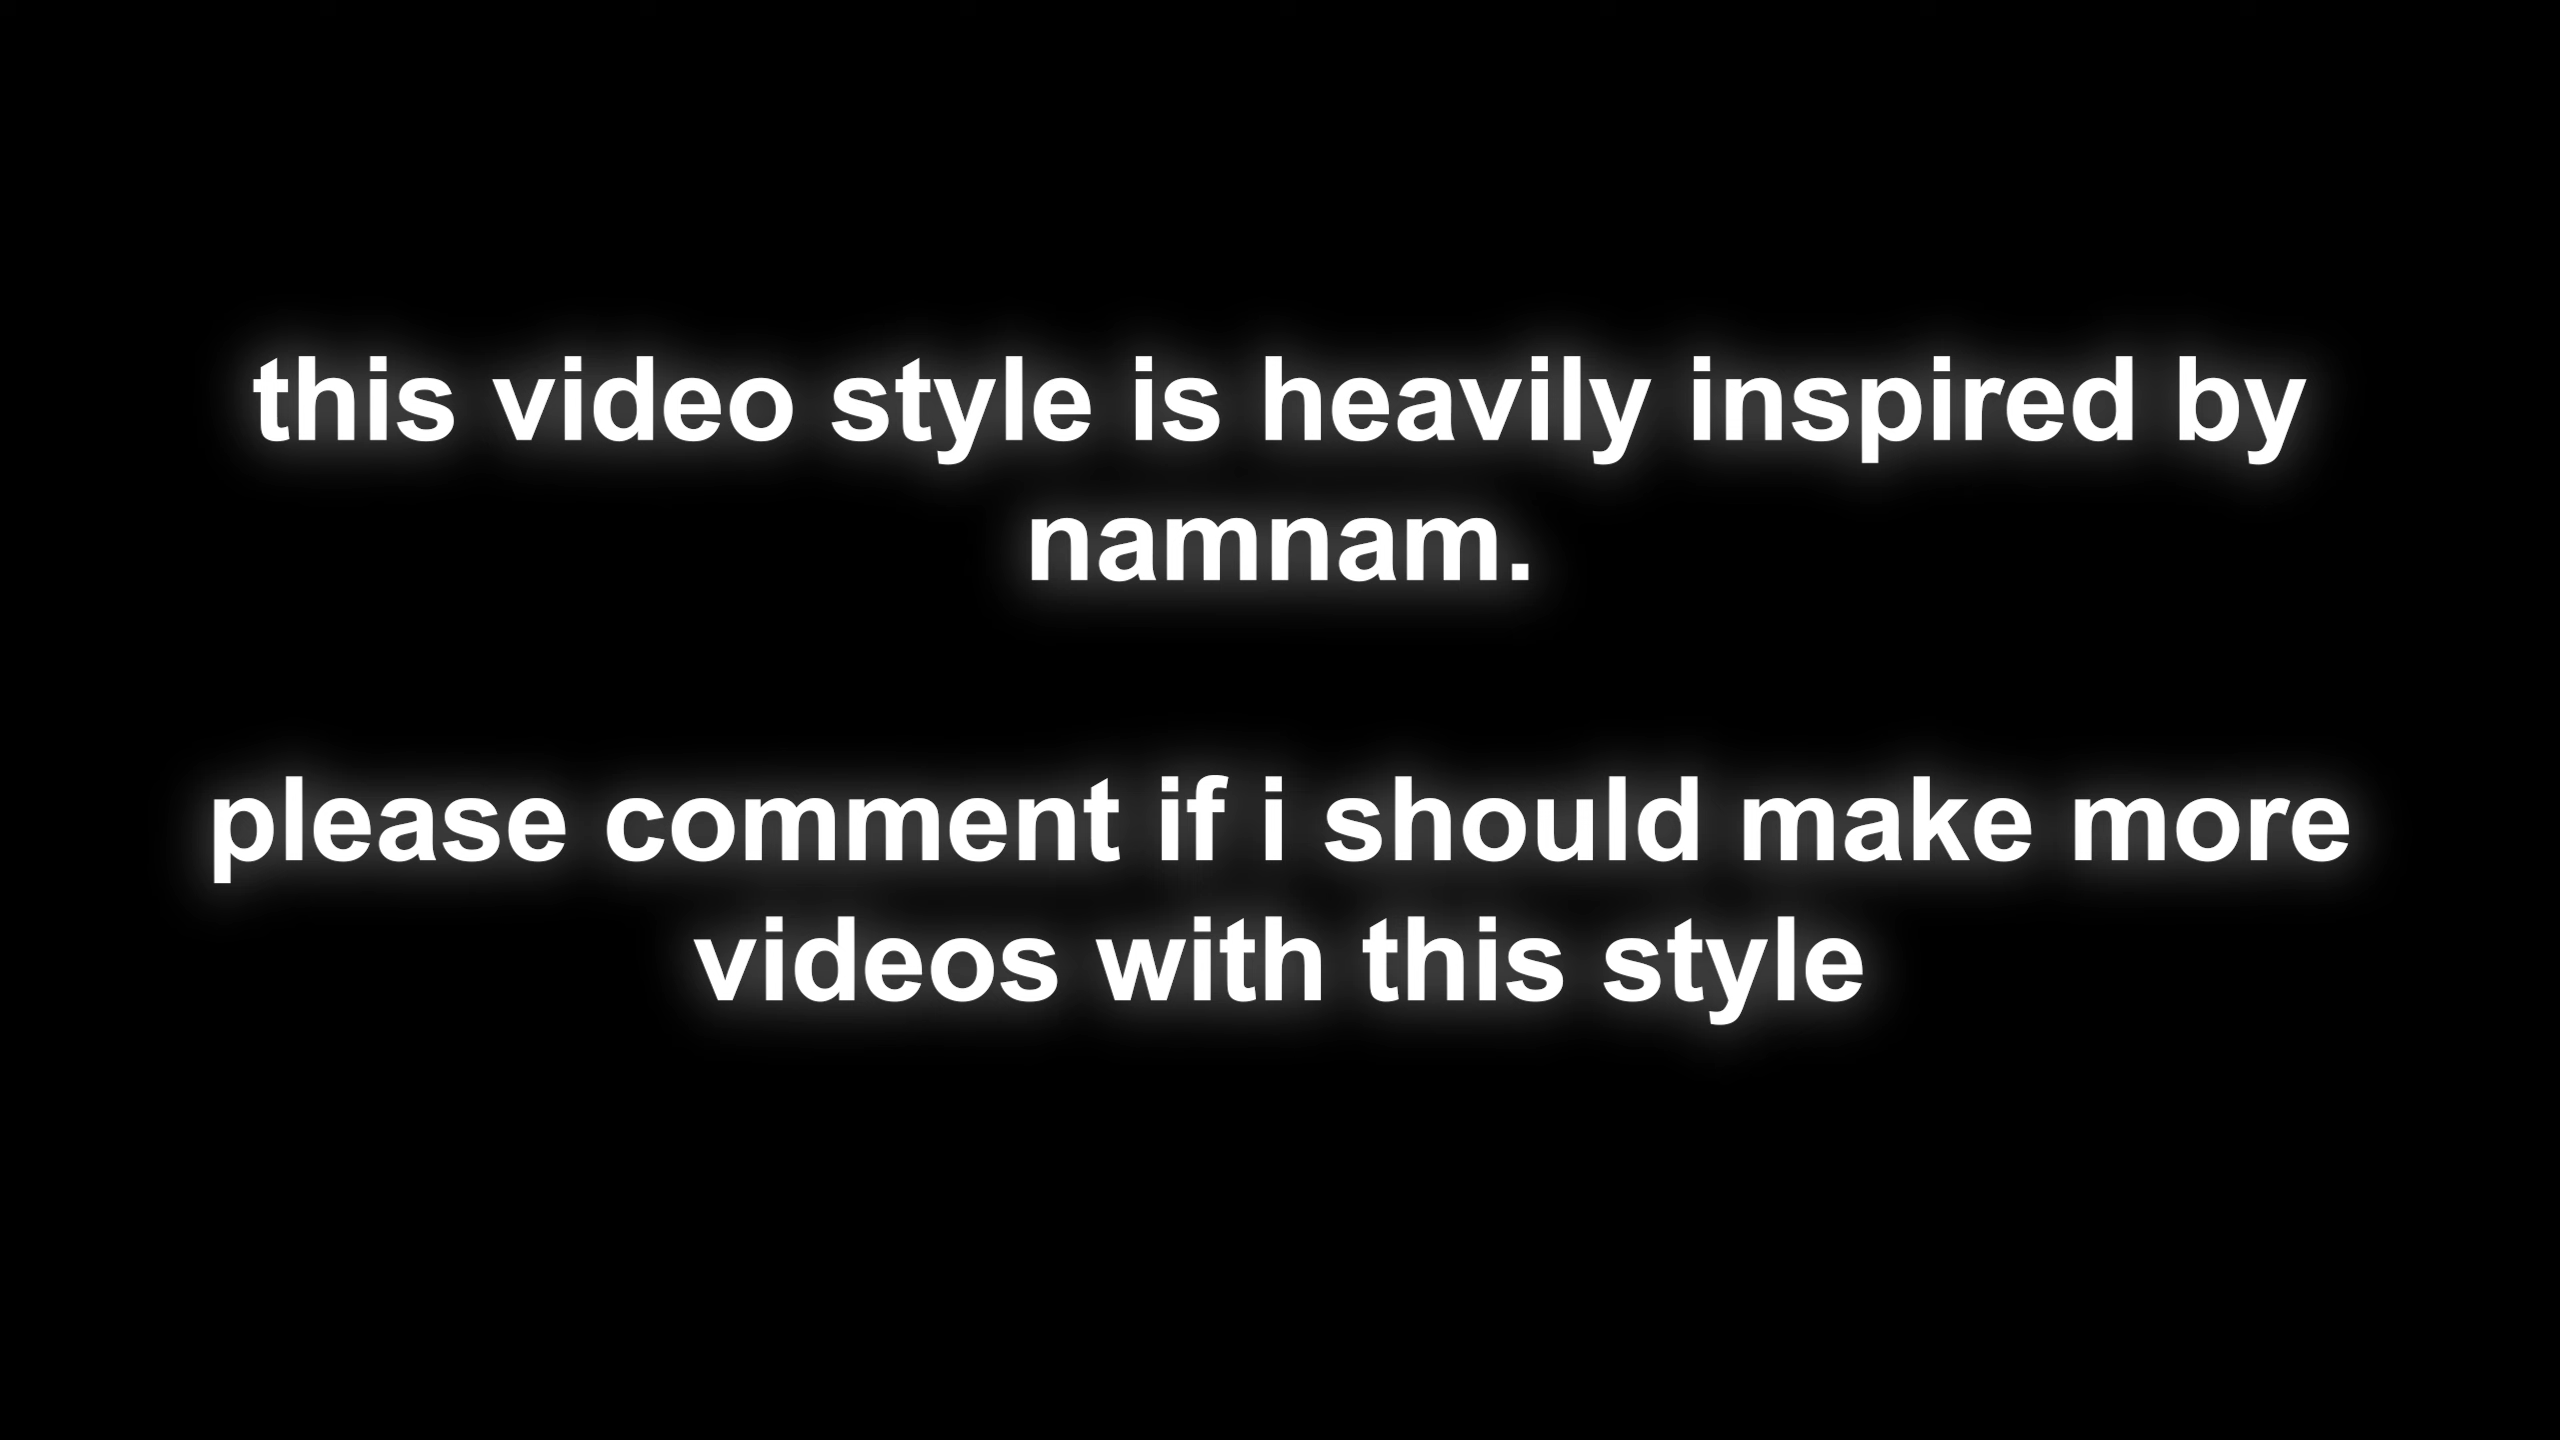 this video style is heavily inspired by
namnam.
please comment if i should make more
videos with this style